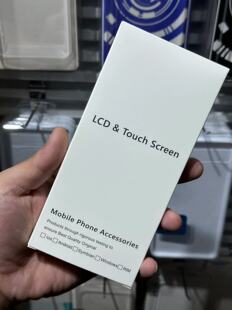 LCD & Touch Screen
Mobile Phone Accessories
Products through rigorous testing to
ensure Best Quality Original
□Ios□Android□Symbian□Windows□RIM